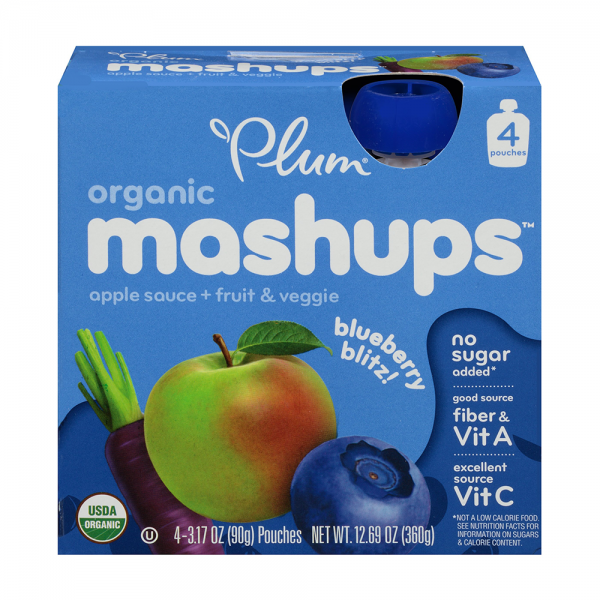 Plum
organic
mashups
apple sauce + fruit & veggie
4
pouches
Plum®
organic
mashups™
apple sauce + fruit & veggie
blueberry
blitz!
no
sugar
added*
good source
fiber &
Vit A
excellent
source
Vit C
*NOT A LOW CALORIE FOOD.
SEE NUTRITION FACTS FOR
INFORMATION ON SUGARS
& CALORIE CONTENT.
USDA
ORGANIC
U
4-3.17 OZ (90g) Pouches NET WT. 12.69 OZ (360g)